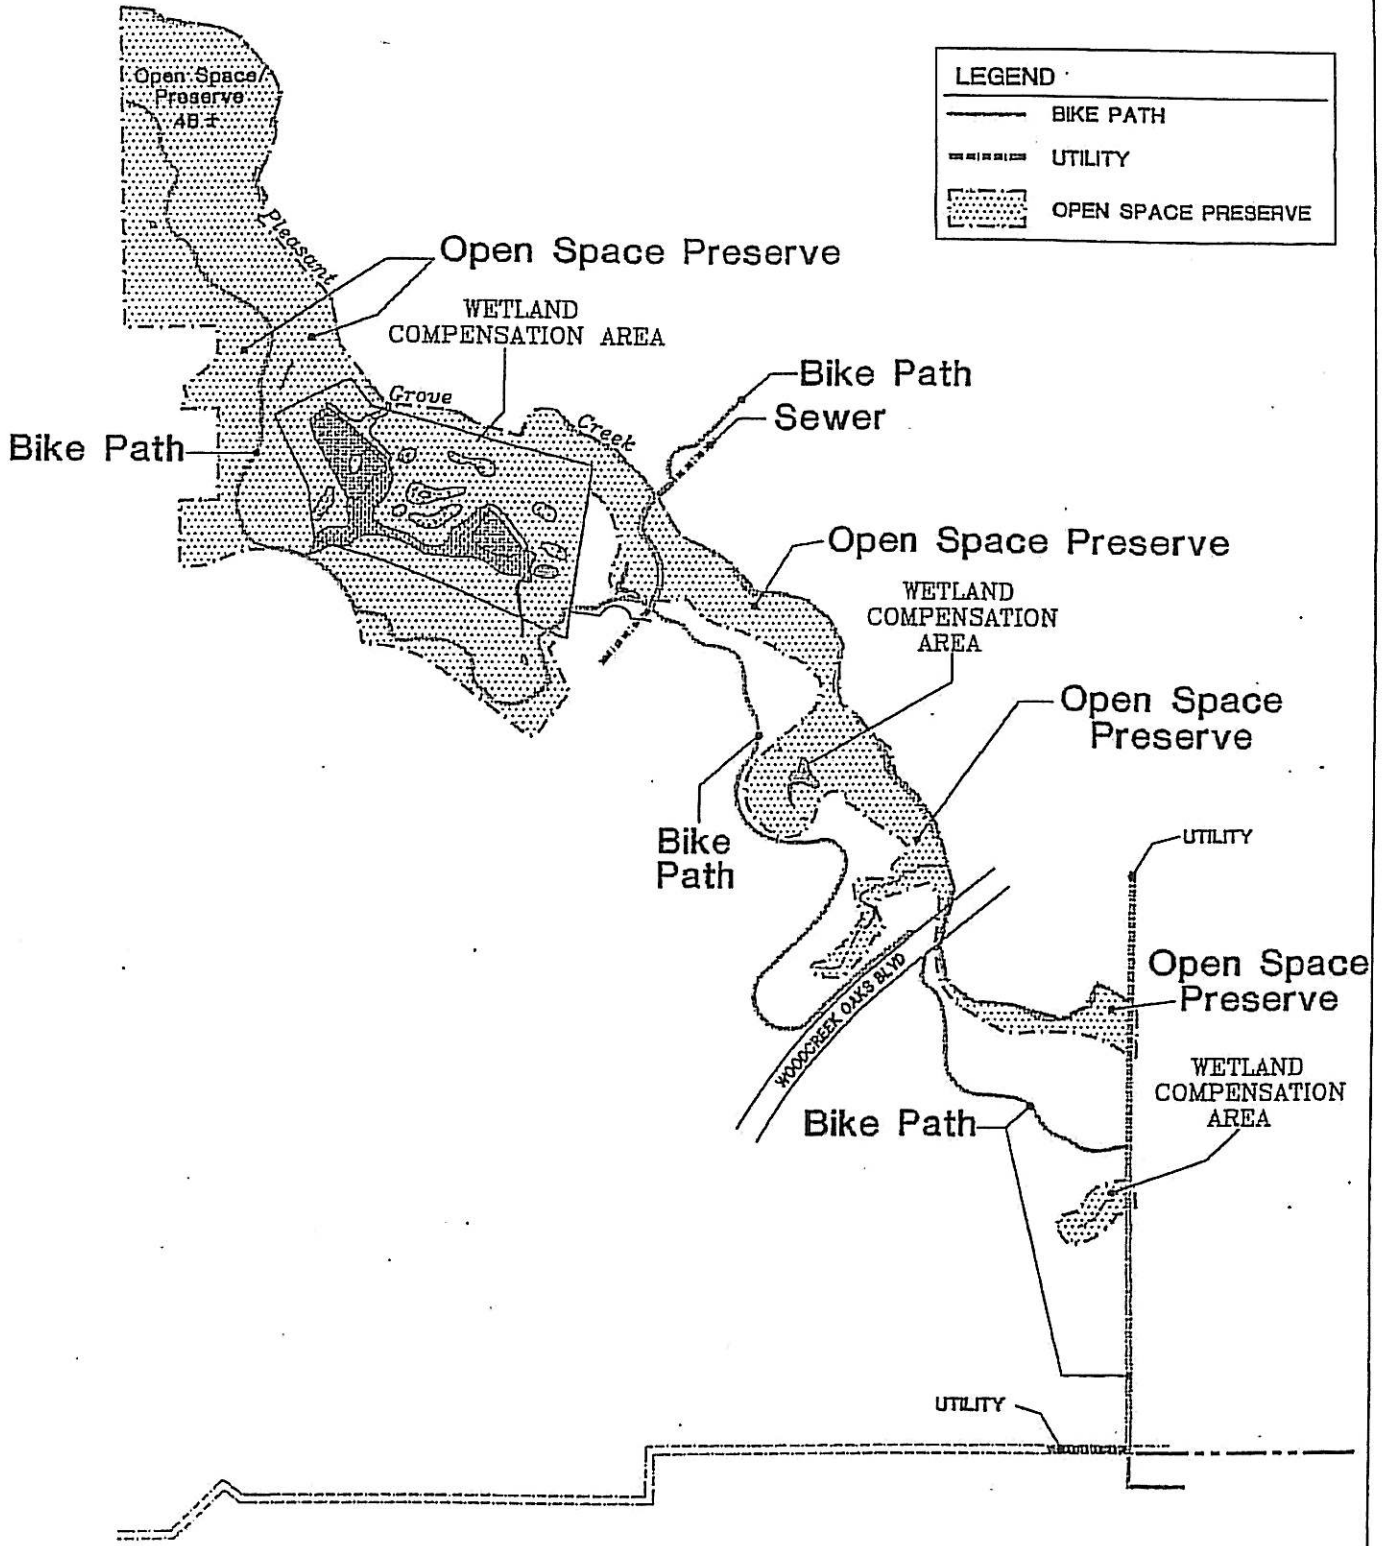 Open Space/
Preserve
48 ±
LEGEND
BIKE PATH
UTILITY
OPEN SPACE PRESERVE
Pleasant
Open Space Preserve
WETLAND
COMPENSATION AREA
Bike Path
Grove
Sewer
Creek
Bike Path
Open Space Preserve
WETLAND
COMPENSATION
AREA
Open Space
Preserve
Bike
Path
UTILITY
Open Space
Preserve
WOODCREEK OAKS BLVD
WETLAND
COMPENSATION
AREA
Bike Path
UTILITY